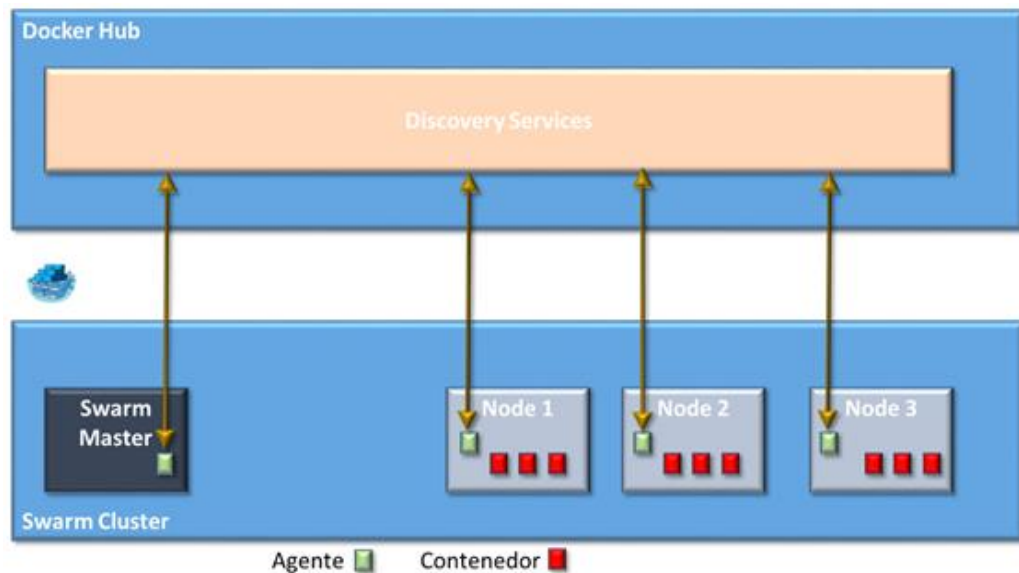 Docker Hub
Discovery Services
Swarm
Master
Node 1
Node 2
Node 3
Swarm Cluster
Agente
Contenedor